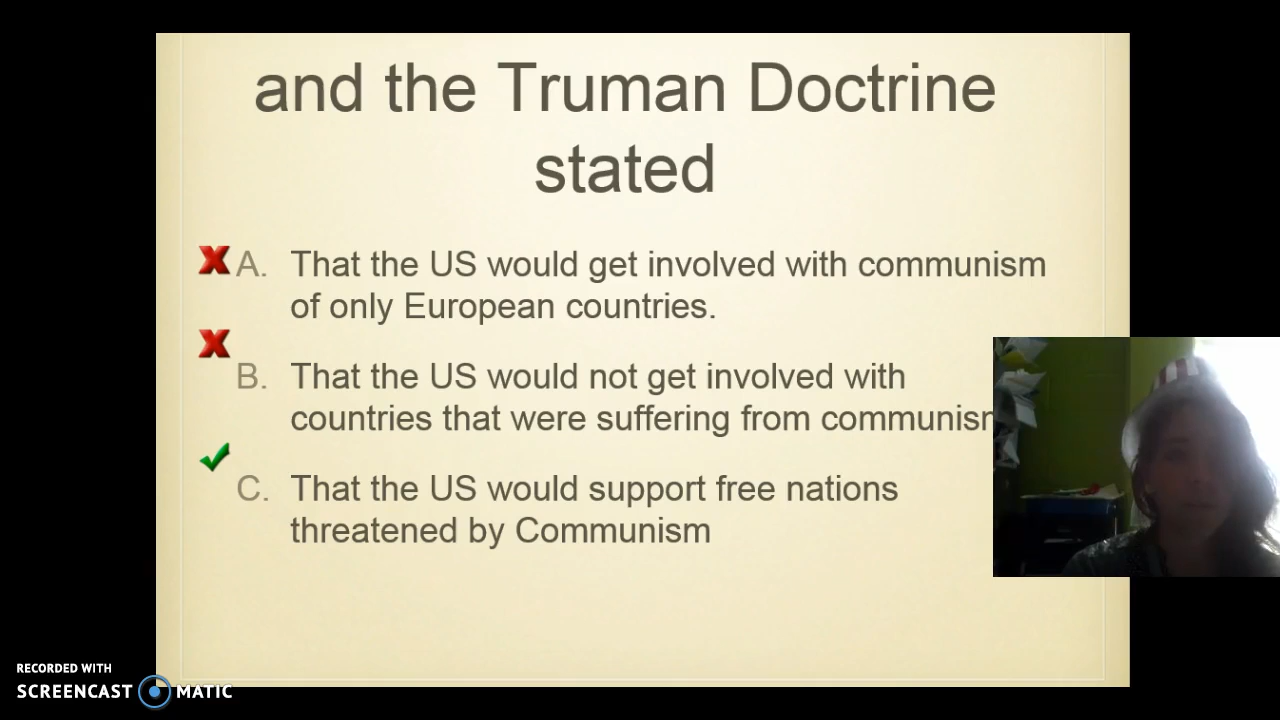 and the Truman Doctrine
stated
A. That the US would get involved with communism
of only European countries.
B. That the US would not get involved with
countries that were suffering from
C. That the US would support free nations
threatened by Communism
RECORDED WITH
SCREENCAST MATIC